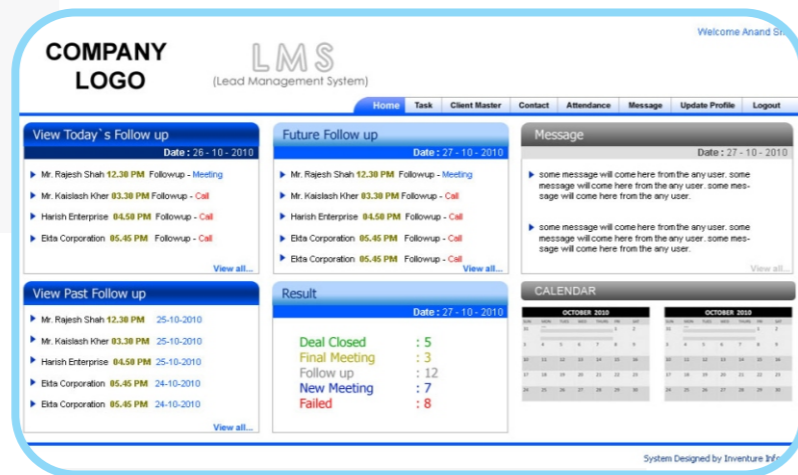 Welcome Anand S
COMPANY
LOGO
LMS
(Lead Management System)
Home Task Client Master Contact Attendance Message Update Profile Logout
View Today`s Follow up
Date : 26 - 10 - 2010
Mr. Rajesh Shah 12.30 PM Followup - Meeting
Mr. Kaislash Kher 03.30 PM Followup - Call
Harish Enterprise 04.50 PM Followup - Call
Ekta Corporation 05.45 PM Followup - Call
View all...
Future Follow up
Date : 27 - 10 - 2010
Mr. Rajesh Shah 12.30 PM Followup - Meeting
Mr. Kaislash Kher 03.30 PM Followup - Call
Harish Enterprise 04.50 PM Followup - Call
Ekta Corporation 05.45 PM Followup - Call
Ekta Corporation 05.45 PM Followup - Call
View all...
Message
Date : 27 - 10 - 2010
some message will come here from the any user. some
message will come here from the any user. some mes-
sage will come here from the any user.
some message will come here from the any user. some
message will come here from the any user. some mes-
sage will come here from the any user.
View all...
View Past Follow up
Mr. Rajesh Shah 12.30 PM 25-10-2010
Mr. Kaislash Kher 03.30 PM 25-10-2010
Harish Enterprise 04.50 PM 25-10-2010
Ekta Corporation 05.45 PM 24-10-2010
Ekta Corporation 05.45 PM 24-10-2010
View all...
Result
Date : 27 - 10 - 2010
Deal Closed : 5
Final Meeting : 3
Follow up : 12
New Meeting : 7
Failed : 8
CALENDAR
OCTOBER 2010
OCTOBER 2010
System Designed by Inventure Inf